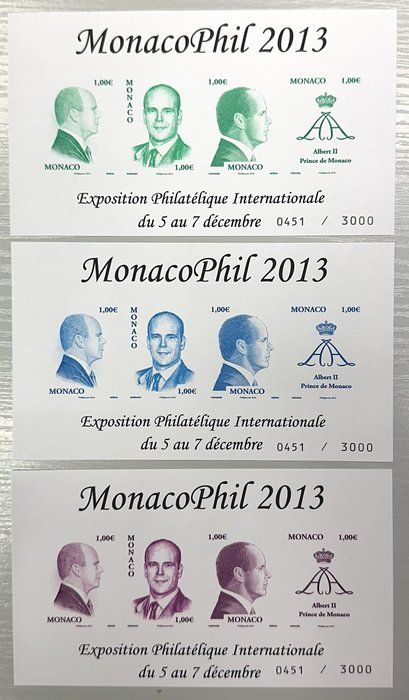 MonacoPhil 2013
1,00€ MONACO 1,00€ MONACO 1,00€
MONACO 1,00€ MONACO
Albert II
Prince de Monaco
Exposition Philatélique Internationale
du 5 au 7 décembre 0451 / 3000
MonacoPhil 2013
1,00€ MONACO 1,00€ MONACO 1,00€
MONACO 1,00€ MONACO
Albert II
Prince de Monaco
Exposition Philatélique Internationale
du 5 au 7 décembre 0451 / 3000
MonacoPhil 2013
1,00€ MONACO 1,00€ MONACO 1,00€
MONACO 1,00€ MONACO
Albert II
Prince de Monaco
Exposition Philatélique Internationale
du 5 au 7 décembre 0451 / 3000